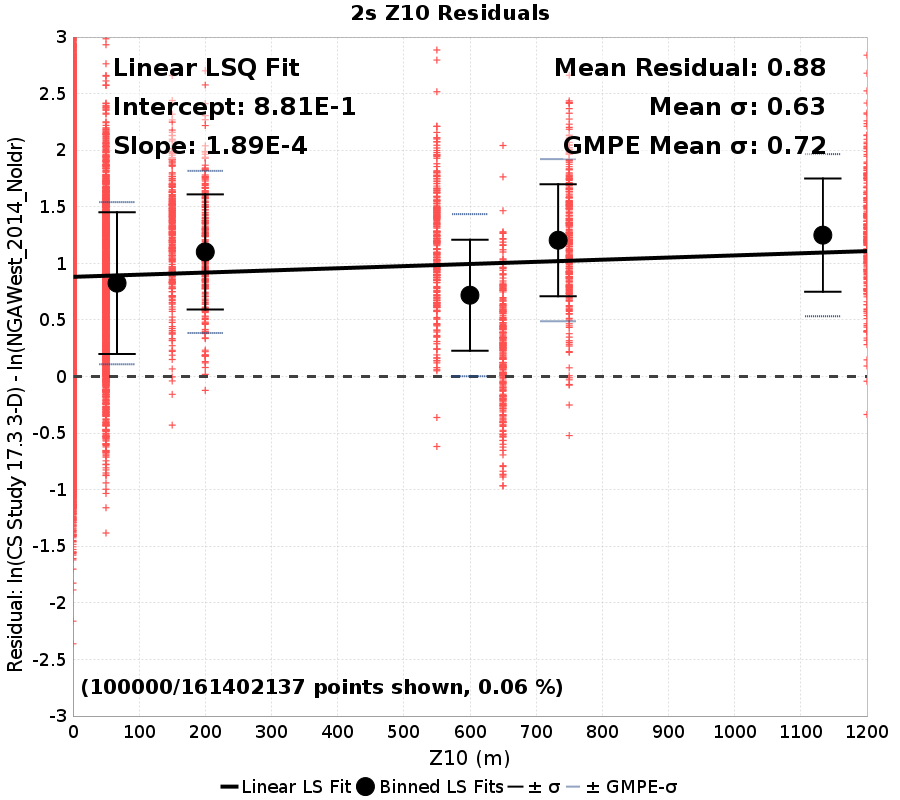 2s Z10 Residuals
Linear LSQ Fit
Intercept: 8.81E-1
Slope: 1.89E-4
Mean Residual: 0.88
Mean σ: 0.63
GMPE Mean σ: 0.72
Residual: ln(CS Study 17.3 3-D) - ln(NGAWest_2014_NoIdr)
3
2.5
2
1.5
1
0.5
0
-0.5
-1
-1.5
-2
-2.5
-3
(100000/161402137 points shown, 0.06 %)
0 100 200 300 400 500 600 700 800 900 1000 1100 1200
Z10 (m)
Linear LS Fit Binned LS Fits ± σ ± GMPE-σ